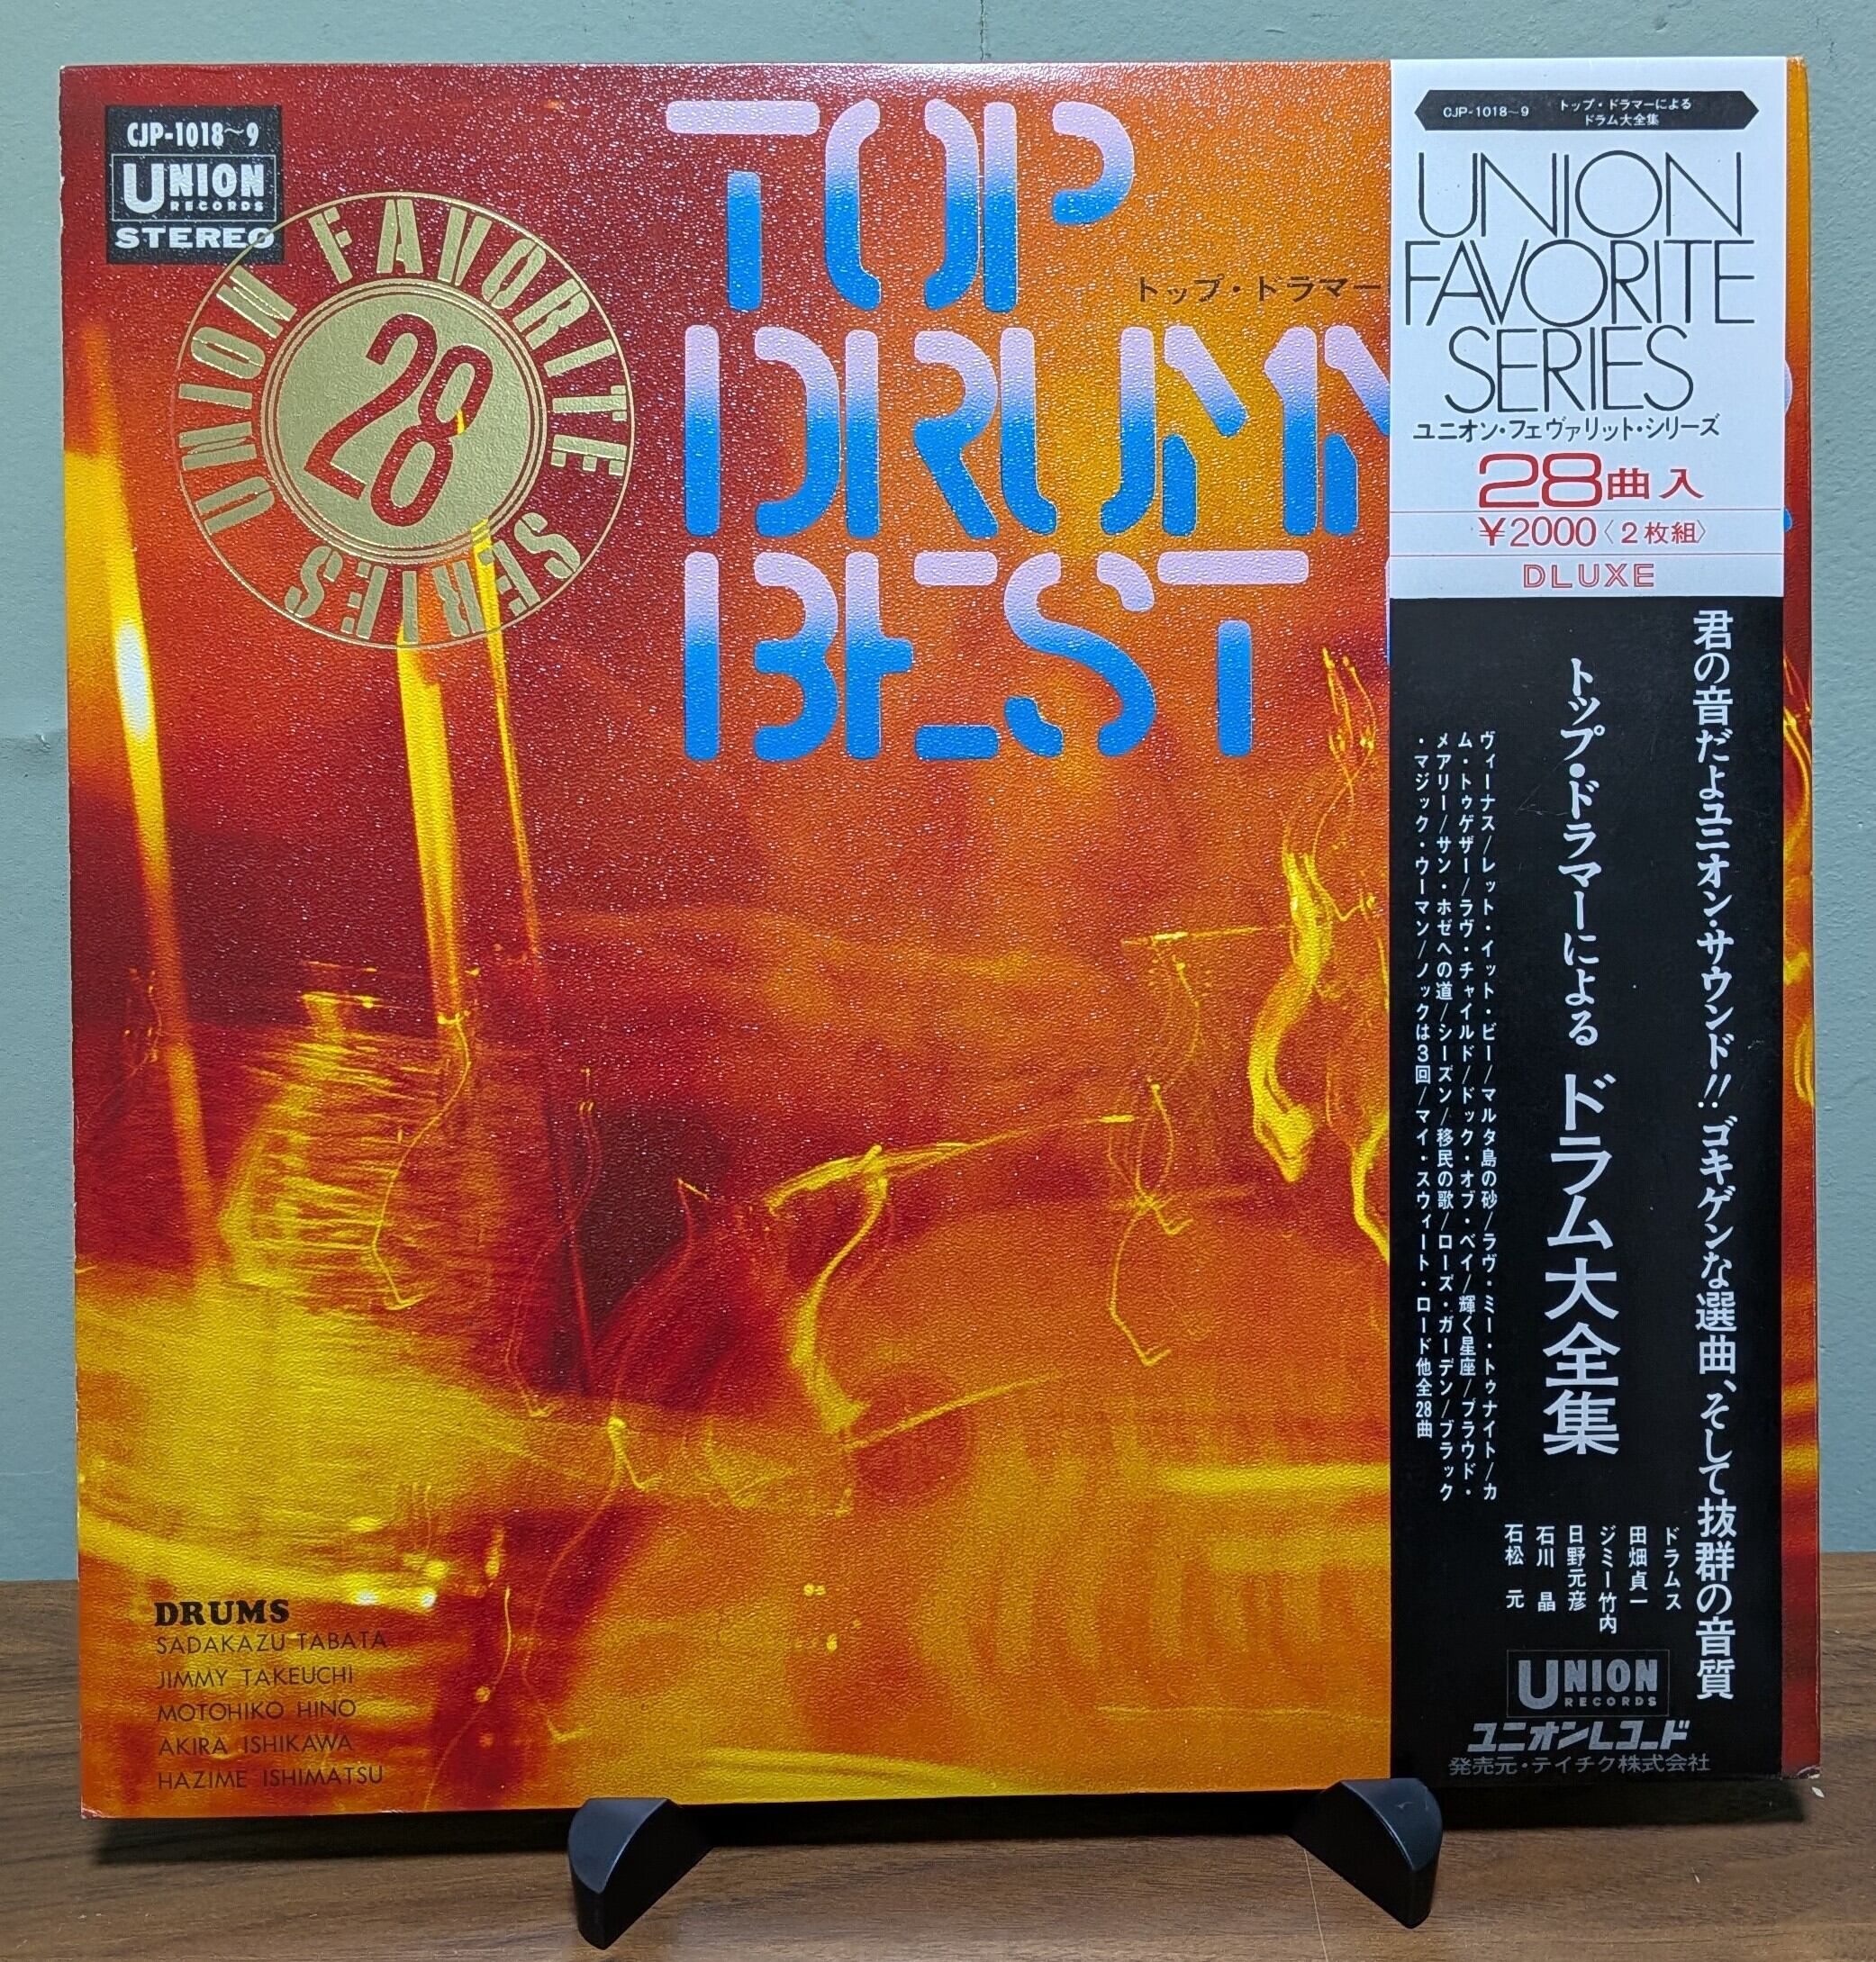 CJP-1018~9
UNION
RECORDS
STEREO
UNION FAVORITE SERIES
28
TOP
トップ・ドラマー
DRUMM
BEST
DRUMS
SADAKAZU TABATA
JIMMY TAKEUCHI
MOTOHIKO HINO
AKIRA ISHIKAWA
HAZIME ISHIMATSU
CJP-1018~9
トップ・ドラマーによる
ドラム大全集
UNION
FAVORITE
SERIES
ユニオン・フェヴァリット・シリーズ
28曲入
¥2000〈2枚組〉
DLUXE
君の音だよユニオン・サウンド!! ゴキゲンな選曲、そして抜群の音質
トップ・ドラマーによる ドラム大全集
ヴィーナス/レット・イット・ビー/マルタ島の砂/ラヴ・ミー・トゥナイト/カ
ム・トゥゲザー/ラヴ・チャイルド/ドック・オブ・ベイ/輝く星座/プラウド・
メアリー/サン・ホゼへの道/シーズン/移民の歌/ローズ・ガーデン/ブラック
・マジック・ウーマン/ノックは3回/マイ・スウィート・ロード他全28曲
ドラムス
田畑貞一
ジミー竹内
日野元彦
石川 晶
石松 元
UNION
RECORDS
ユニオンレコード
発売元・テイチク株式会社